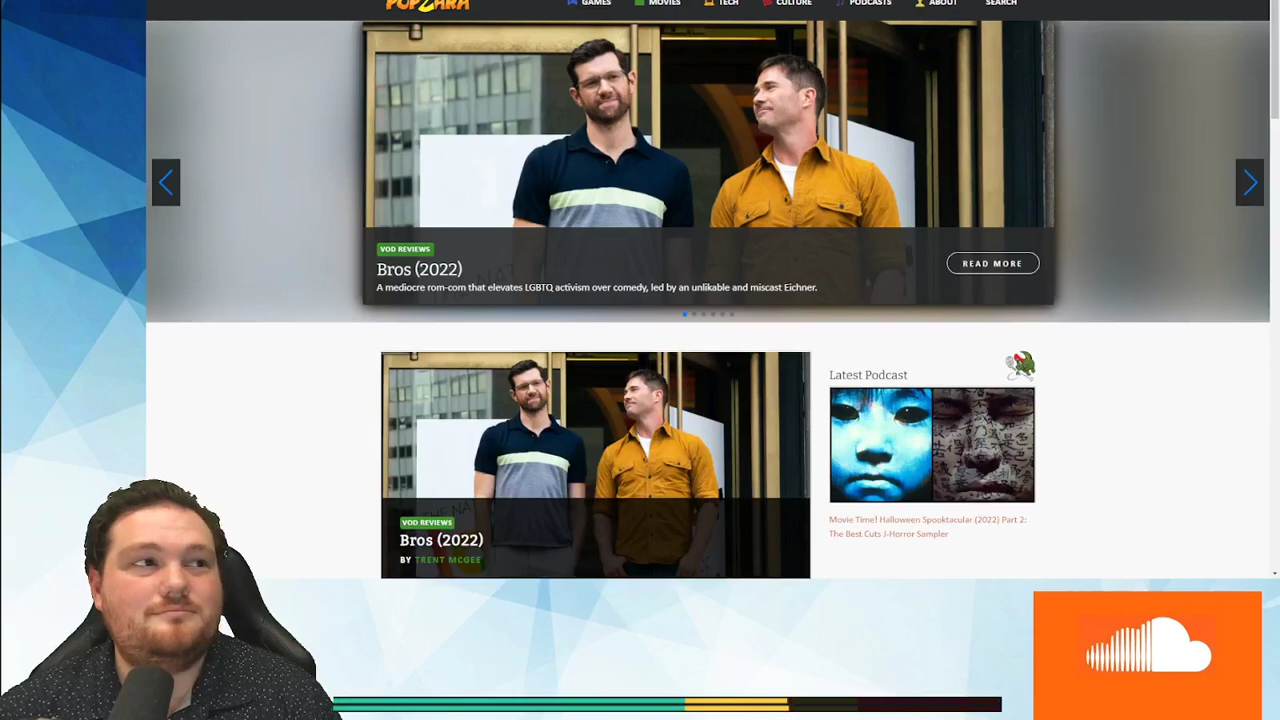 POPZARA
GAMES MOVIES TECH CULTURE PODCASTS ABOUT SEARCH
VOD REVIEWS
Bros (2022)
A mediocre rom-com that elevates LGBTQ activism over comedy, led by an unlikable and miscast Eichner.
READ MORE
VOD REVIEWS
Bros (2022)
BY TRENT MCGEE
Latest Podcast
Movie Time! Halloween Spooktacular (2022) Part 2:
The Best Cuts J-Horror Sampler